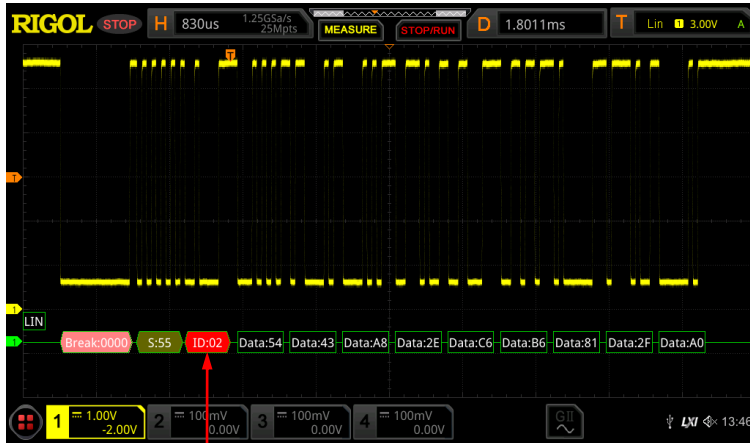 RIGOL STOP H 830us 1.25GSa/s 25Mpts MEASURE STOP/RUN D 1.8011ms T Lin 1 3.00V A
T
T
1
LIN
1 Break:0000 S:55 ID:02 Data:54 Data:43 Data:A8 Data:2E Data:C6 Data:B6 Data:81 Data:2F Data:A0
1 1.00V -2.00V 2 100mV 0.00V 3 100mV 0.00V 4 100mV 0.00V GII LXI 13:46